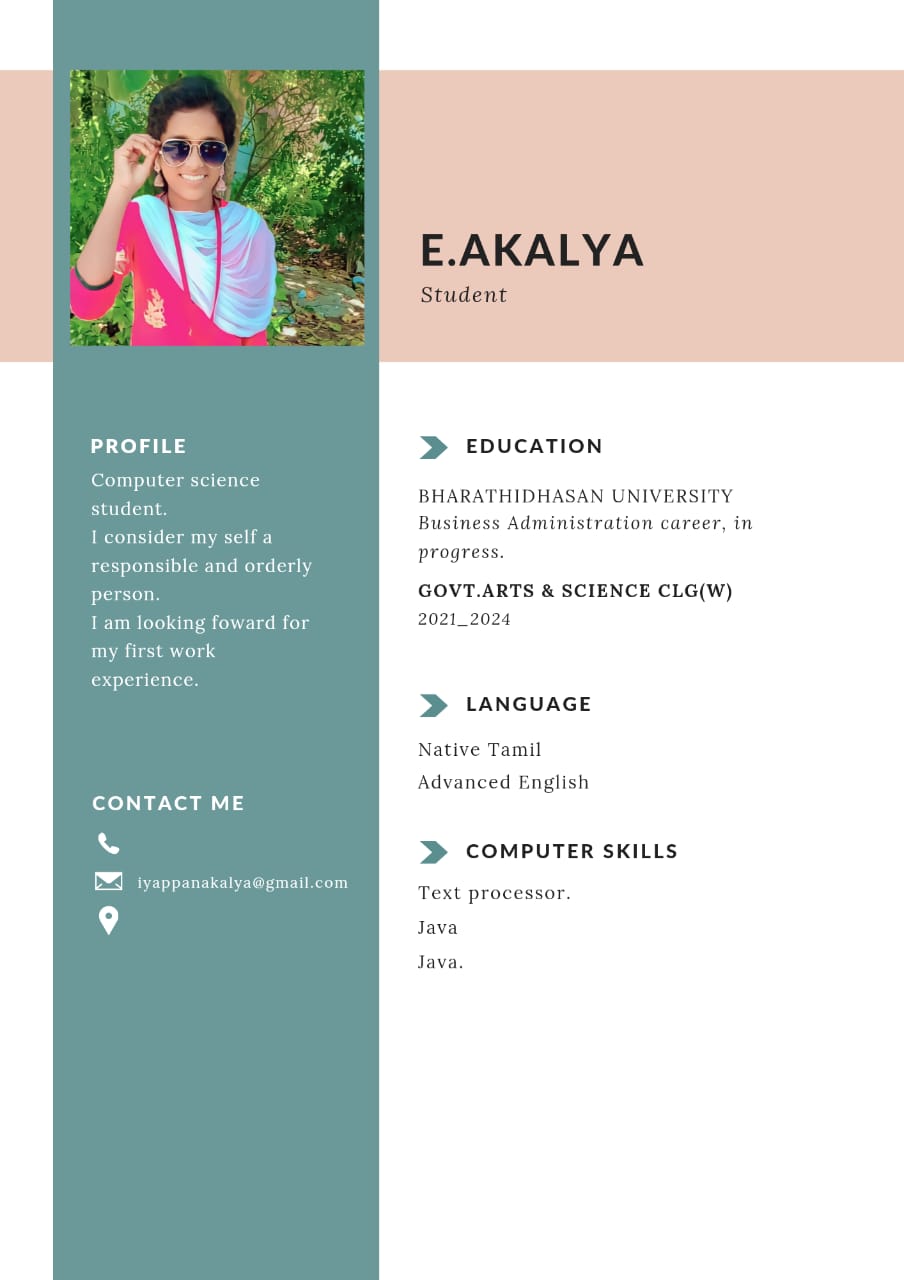 E.AKALYA
Student
PROFILE
Computer science
student.
I consider my self a
responsible and orderly
person.
I am looking foward for
my first work
experience.
CONTACT ME
iyappanakalya@gmail.com
EDUCATION
BHARATHIDHASAN UNIVERSITY
Business Administration career, in
progress.
GOVT.ARTS & SCIENCE CLG(W)
2021_2024
LANGUAGE
Native Tamil
Advanced English
COMPUTER SKILLS
Text processor.
Java
Java.